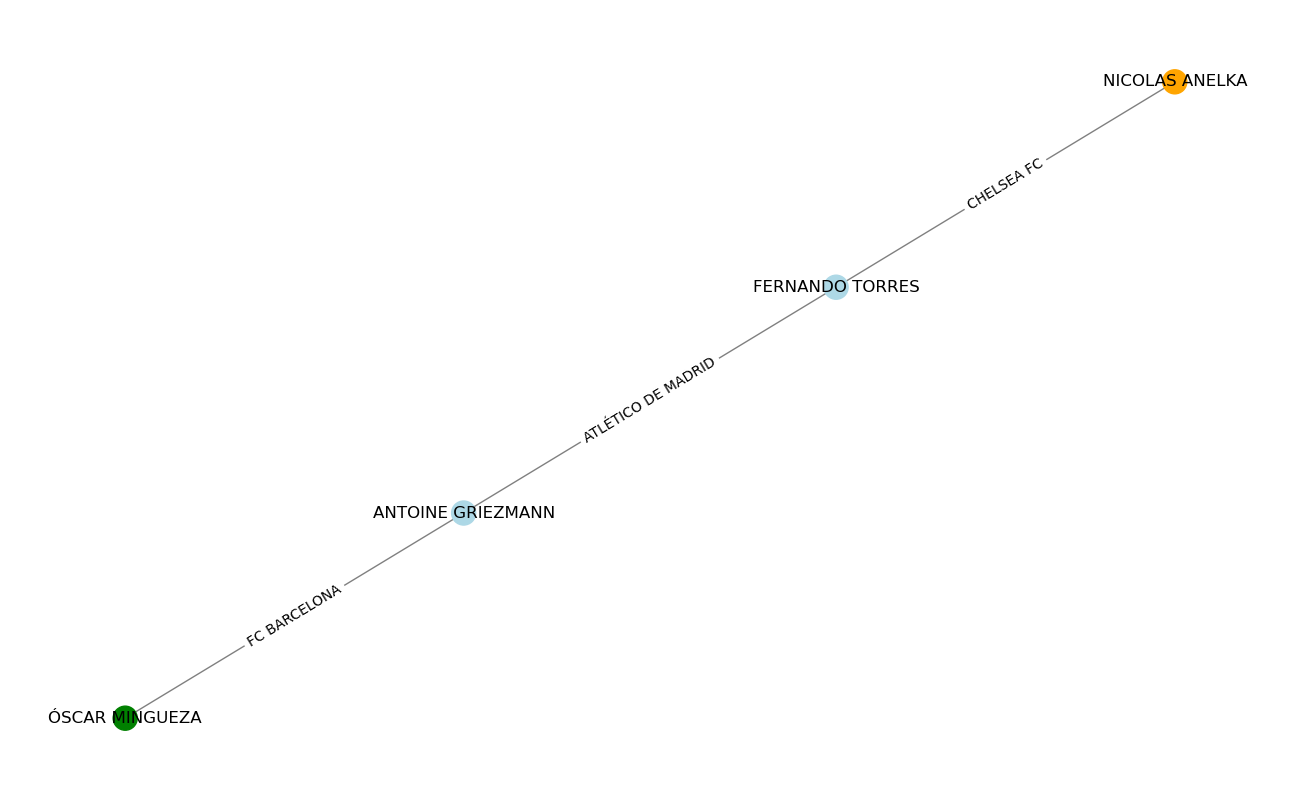 NICOLAS ANELKA
CHELSEA FC
FERNANDO TORRES
ATLÉTICO DE MADRID
ANTOINE GRIEZMANN
FC BARCELONA
ÓSCAR MINGUEZA